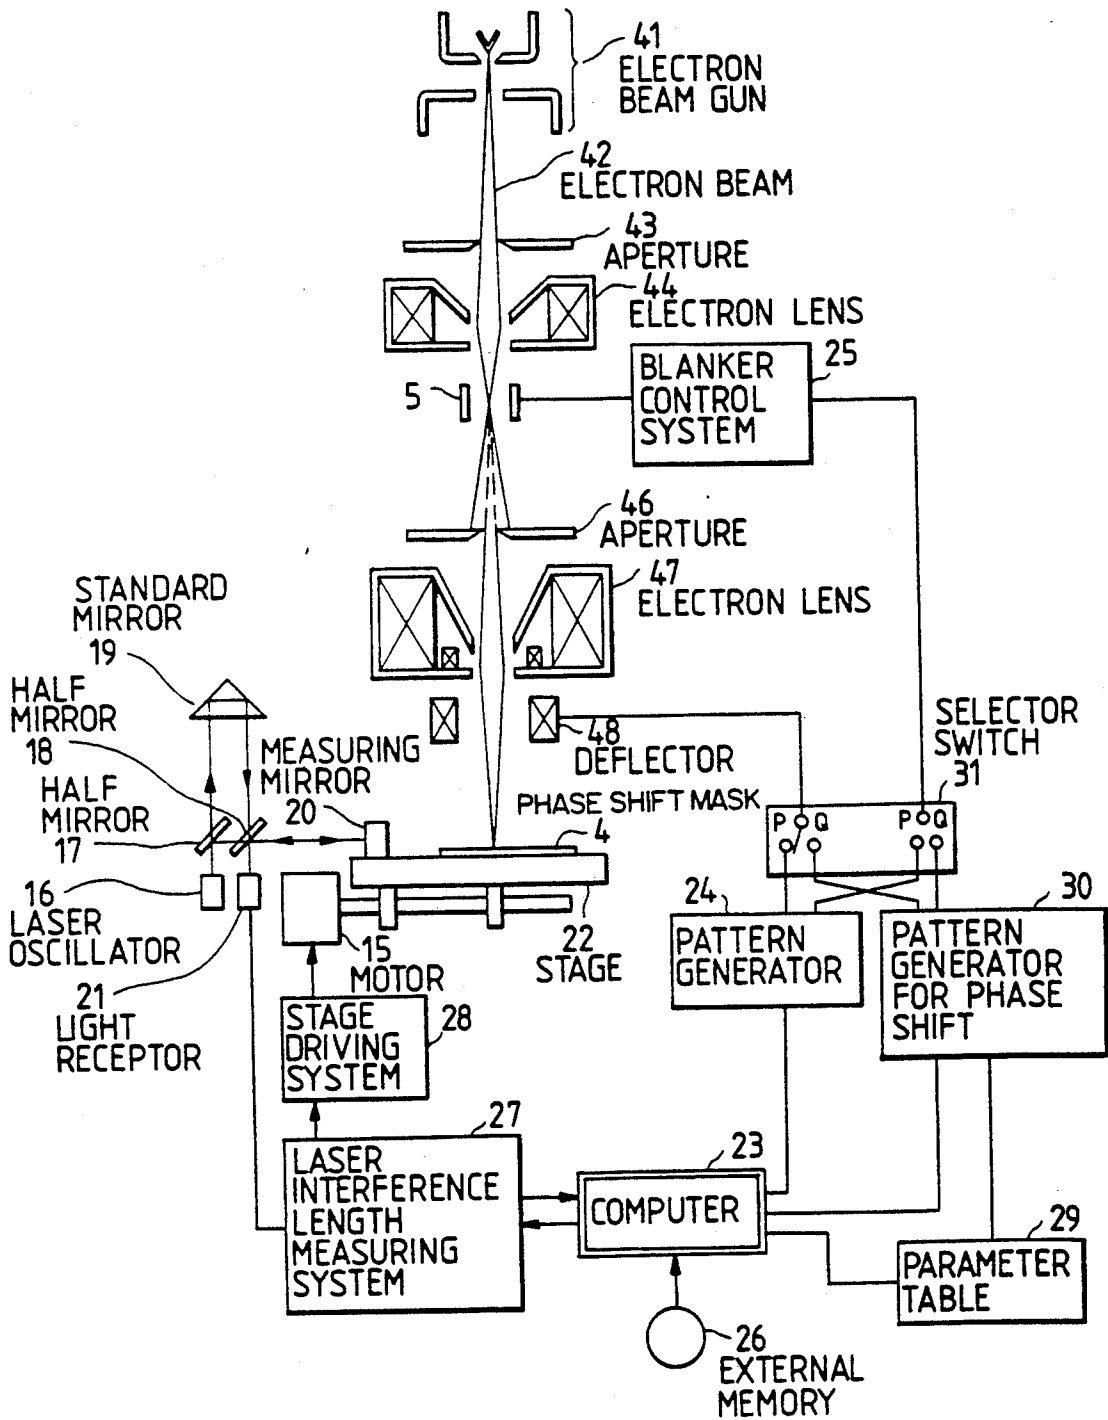 41
ELECTRON
BEAM GUN
42
ELECTRON BEAM
43
APERTURE
44
ELECTRON LENS
5
BLANKER
CONTROL
SYSTEM
25
46
APERTURE
47
ELECTRON LENS
STANDARD
MIRROR
19
HALF
MIRROR
18
HALF
MIRROR
17
MEASURING
MIRROR
20
48
DEFLECTOR
SELECTOR
SWITCH
31
PHASE SHIFT MASK
4
P Q
P Q
16
LASER
OSCILLATOR
21
LIGHT
RECEPTOR
15
MOTOR
22
STAGE
24
PATTERN
GENERATOR
30
PATTERN
GENERATOR
FOR PHASE
SHIFT
STAGE
DRIVING
SYSTEM
28
27
LASER
INTERFERENCE
LENGTH
MEASURING
SYSTEM
23
COMPUTER
29
PARAMETER
TABLE
26
EXTERNAL
MEMORY